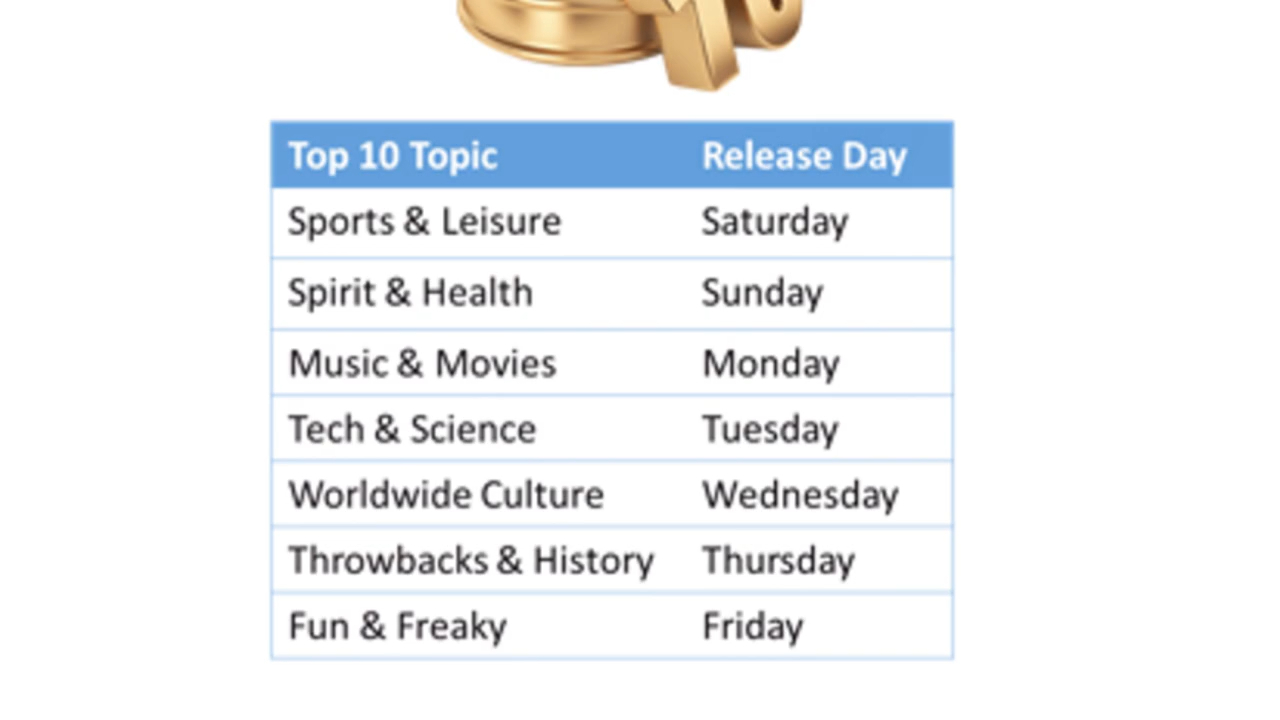 Top 10 Topic Release Day
Sports & Leisure Saturday
Spirit & Health Sunday
Music & Movies Monday
Tech & Science Tuesday
Worldwide Culture Wednesday
Throwbacks & History Thursday
Fun & Freaky Friday